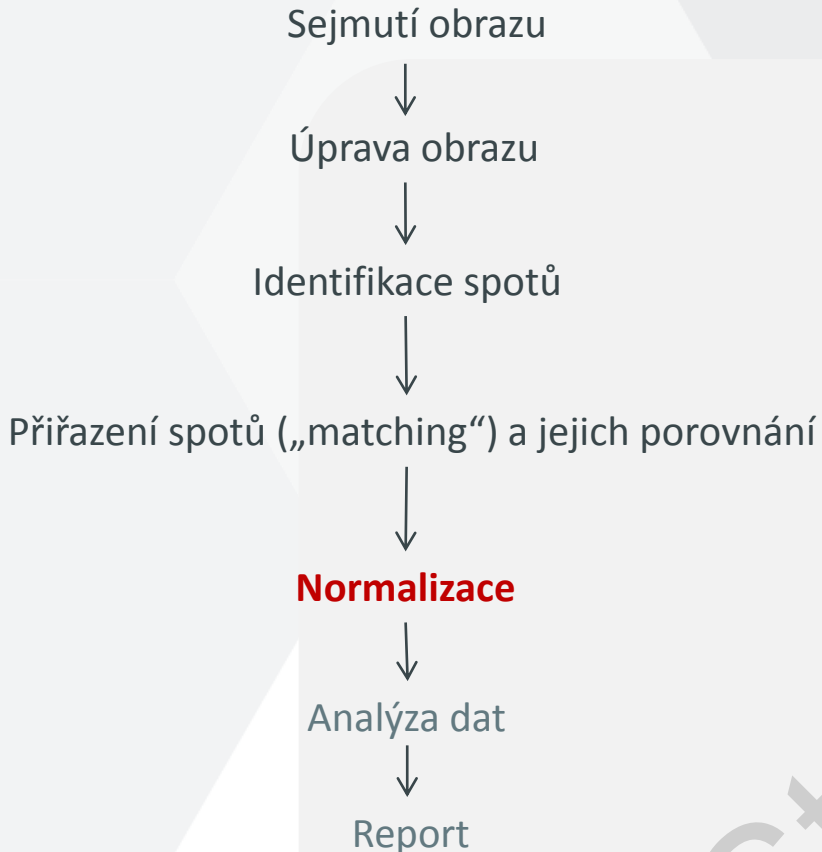 Sejmutí obrazu
Úprava obrazu
Identifikace spotů
Přiřazení spotů („matching“) a jejich porovnání
Normalizace
Analýza dat
Report